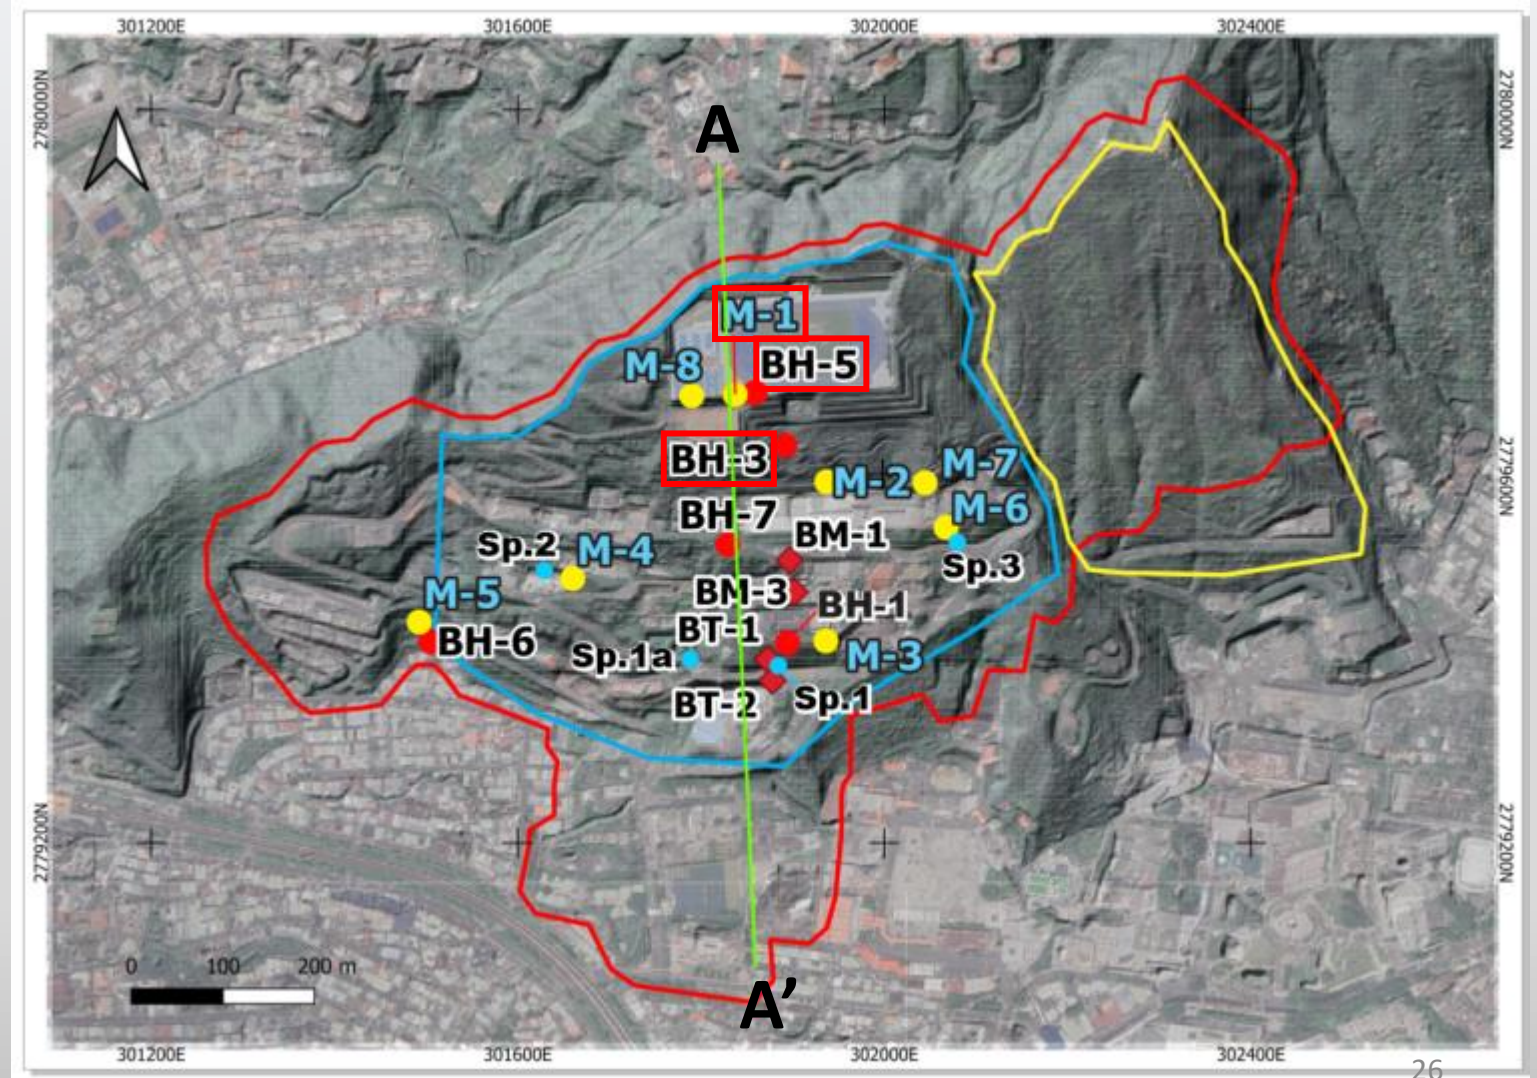 301200E 301600E 302000E 302400E
2780000N 2780000N
A
M-1
M-8 BH-5
BH-3
M-2 M-7
2779600N 2779600N
BH-7 M-6
BM-1
Sp.2 M-4
Sp.3
M-5 BM-3
BH-1
BT-1
BH-6
Sp.1a M-3
BT-2 Sp.1
2779200N 2779200N
0 100 200 m
A’
301200E 301600E 302000E 302400E
26